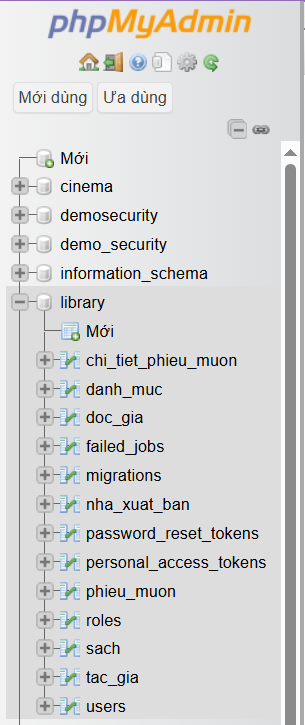 phpMyAdmin
Mới dùng Ưa dùng
Mới
cinema
demosecurity
demo_security
information_schema
library
Mới
chi_tiet_phieu_muon
danh_muc
doc_gia
failed_jobs
migrations
nha_xuat_ban
password_reset_tokens
personal_access_tokens
phieu_muon
roles
sach
tac_gia
users